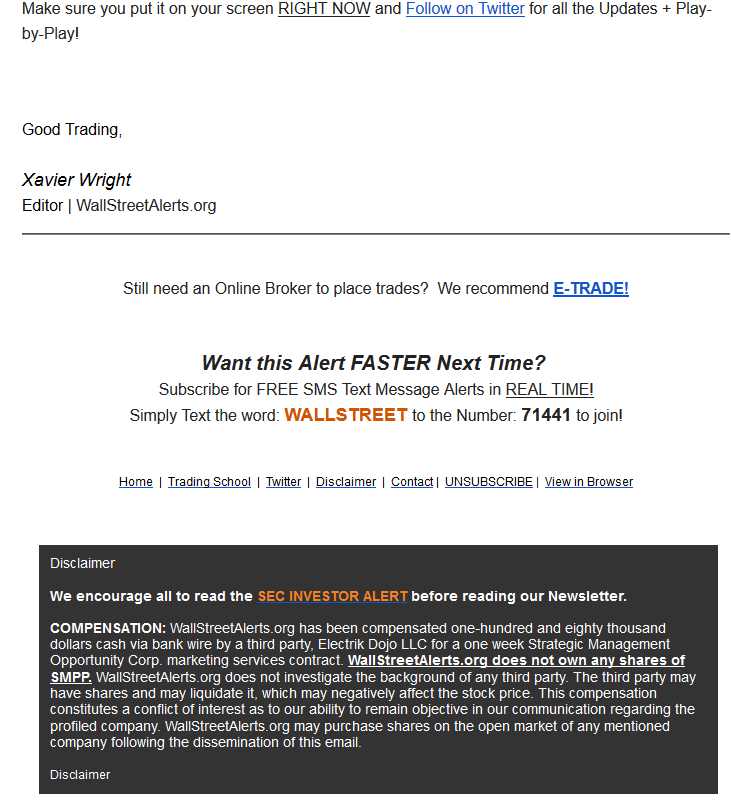 Make sure you put it on your screen RIGHT NOW and Follow on Twitter for all the Updates + Play-
by-Play!
Good Trading,
Xavier Wright
Editor | WallStreetAlerts.org
Still need an Online Broker to place trades?  We recommend E-TRADE!
Want this Alert FASTER Next Time?
Subscribe for FREE SMS Text Message Alerts in REAL TIME!
Simply Text the word: WALLSTREET to the Number: 71441 to join!
Home | Trading School | Twitter | Disclaimer | Contact | UNSUBSCRIBE | View in Browser
Disclaimer
We encourage all to read the SEC INVESTOR ALERT before reading our Newsletter.
COMPENSATION: WallStreetAlerts.org has been compensated one-hundred and eighty thousand
dollars cash via bank wire by a third party, Electrik Dojo LLC for a one week Strategic Management
Opportunity Corp. marketing services contract. WallStreetAlerts.org does not own any shares of
SMPP. WallStreetAlerts.org does not investigate the background of any third party. The third party may
have shares and may liquidate it, which may negatively affect the stock price. This compensation
constitutes a conflict of interest as to our ability to remain objective in our communication regarding the
profiled company. WallStreetAlerts.org may purchase shares on the open market of any mentioned
company following the dissemination of this email.
Disclaimer